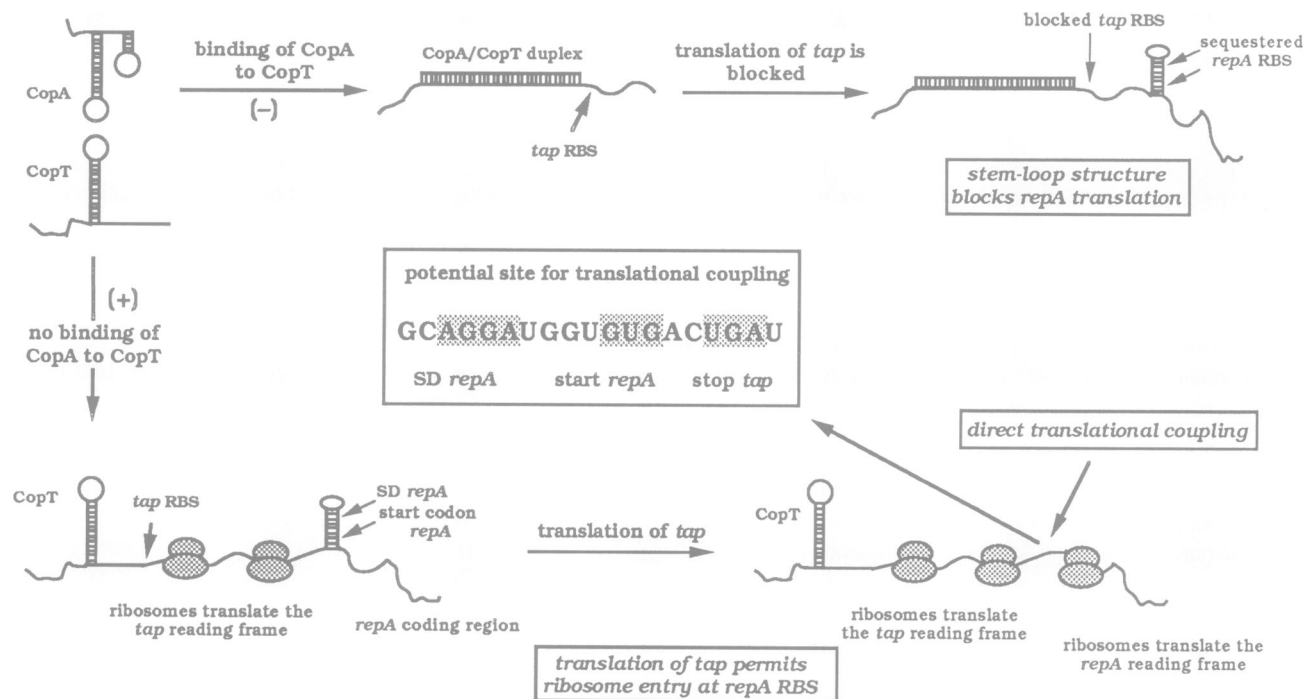 binding of CopA
to CopT
(–)
CopA
CopT
CopA/CopT duplex
tap RBS
translation of tap is
blocked
blocked tap RBS
sequestered
repA RBS
stem-loop structure
blocks repA translation
(+)
no binding of
CopA to CopT
potential site for translational coupling
GCAGGAUGGUGUGACUGAU
SD repA start repA stop tap
direct translational coupling
CopT
tap RBS
SD repA
start codon
repA
ribosomes translate the
tap reading frame
repA coding region
translation of tap
translation of tap permits
ribosome entry at repA RBS
CopT
ribosomes translate
the tap reading frame
ribosomes translate the
repA reading frame